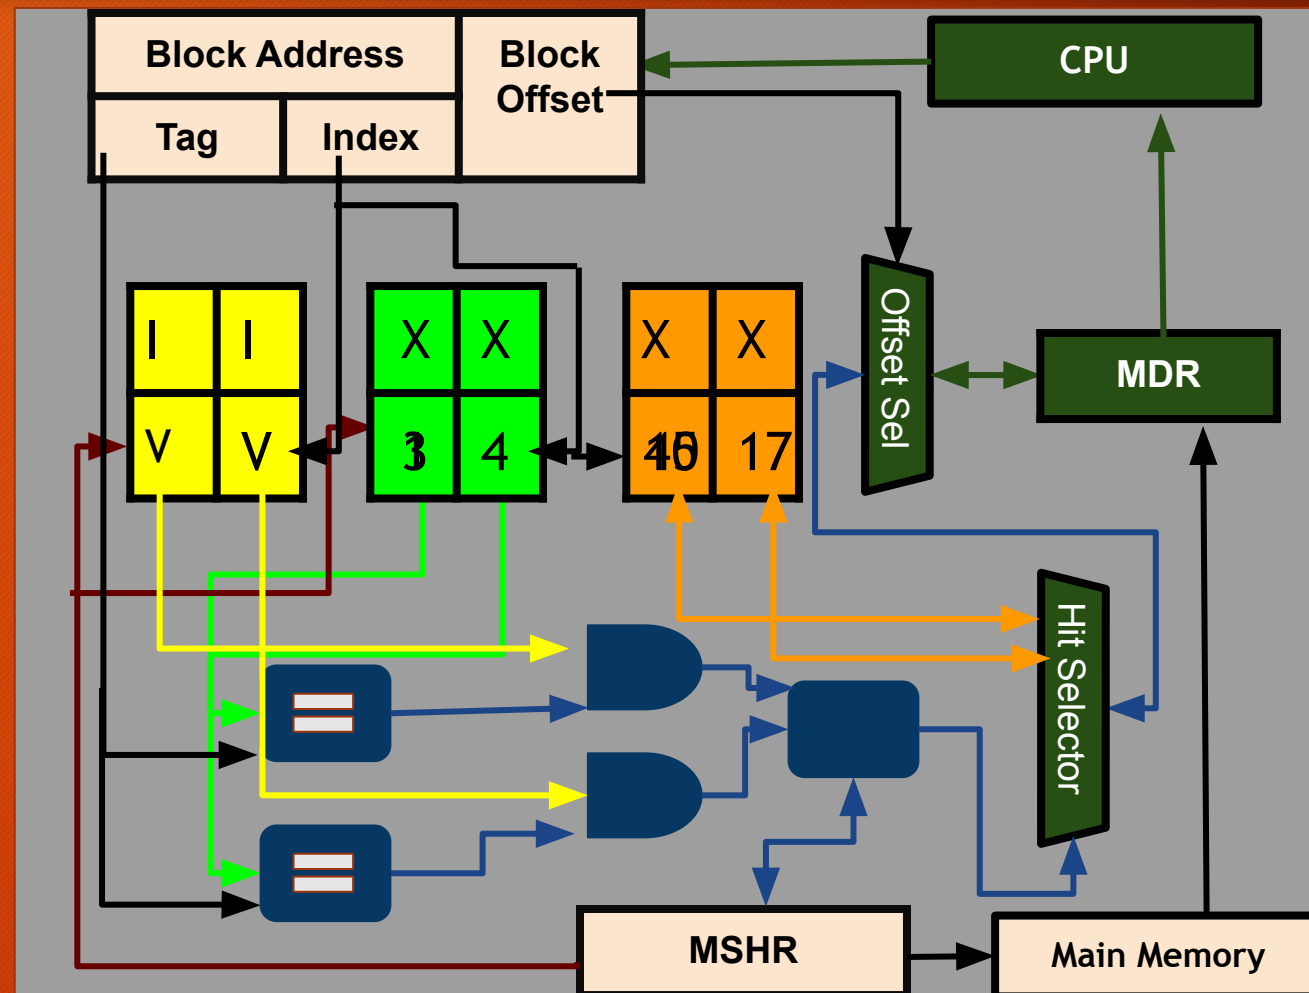 Block Address
Block
Offset
CPU
Tag
Index
I I
X X
X X
Offset Sel
MDR
V V
4
17
Hit Selector
MSHR
Main Memory